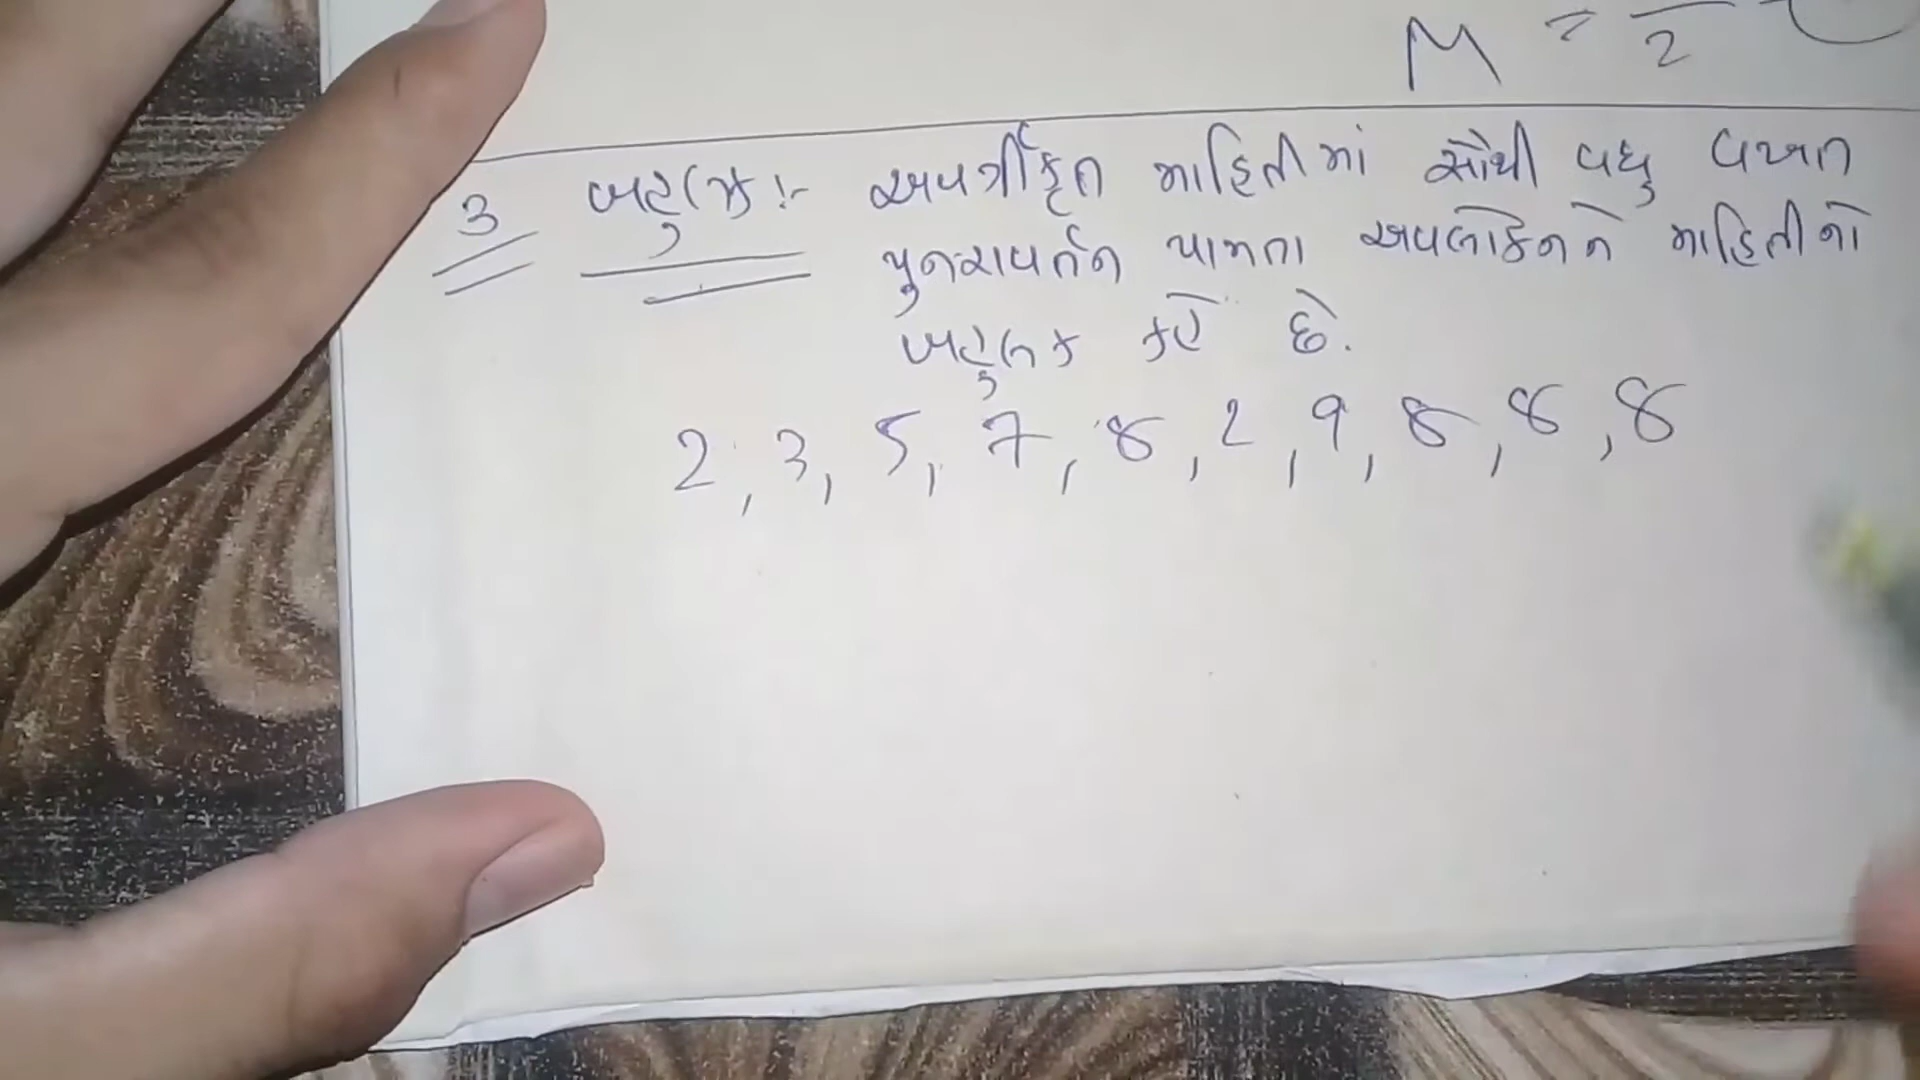 M = 2
3 બહુલક :- અવર્ગીકૃત માહિતીમાં સૌથી વધુ વખત
પુનરાવર્તન પામતા અવલોકનને માહિતીનો
બહુલક કહે છે.
2, 3, 5, 7, 8, 2, 9, 8, 8, 8